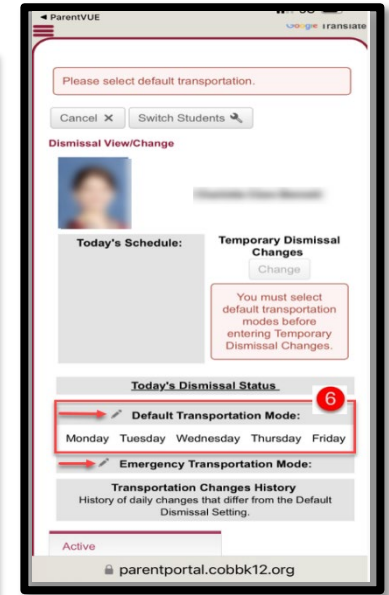 ◄ ParentVUE
Google Translate
Please select default transportation.
Cancel ✕ Switch Students
Dismissal View/Change
Today's Schedule:
Temporary Dismissal
Changes
Change
You must select
default transportation
modes before
entering Temporary
Dismissal Changes.
Today's Dismissal Status
6
Default Transportation Mode:
Monday Tuesday Wednesday Thursday Friday
Emergency Transportation Mode:
Transportation Changes History
History of daily changes that differ from the Default
Dismissal Setting.
Active
parentportal.cobbk12.org